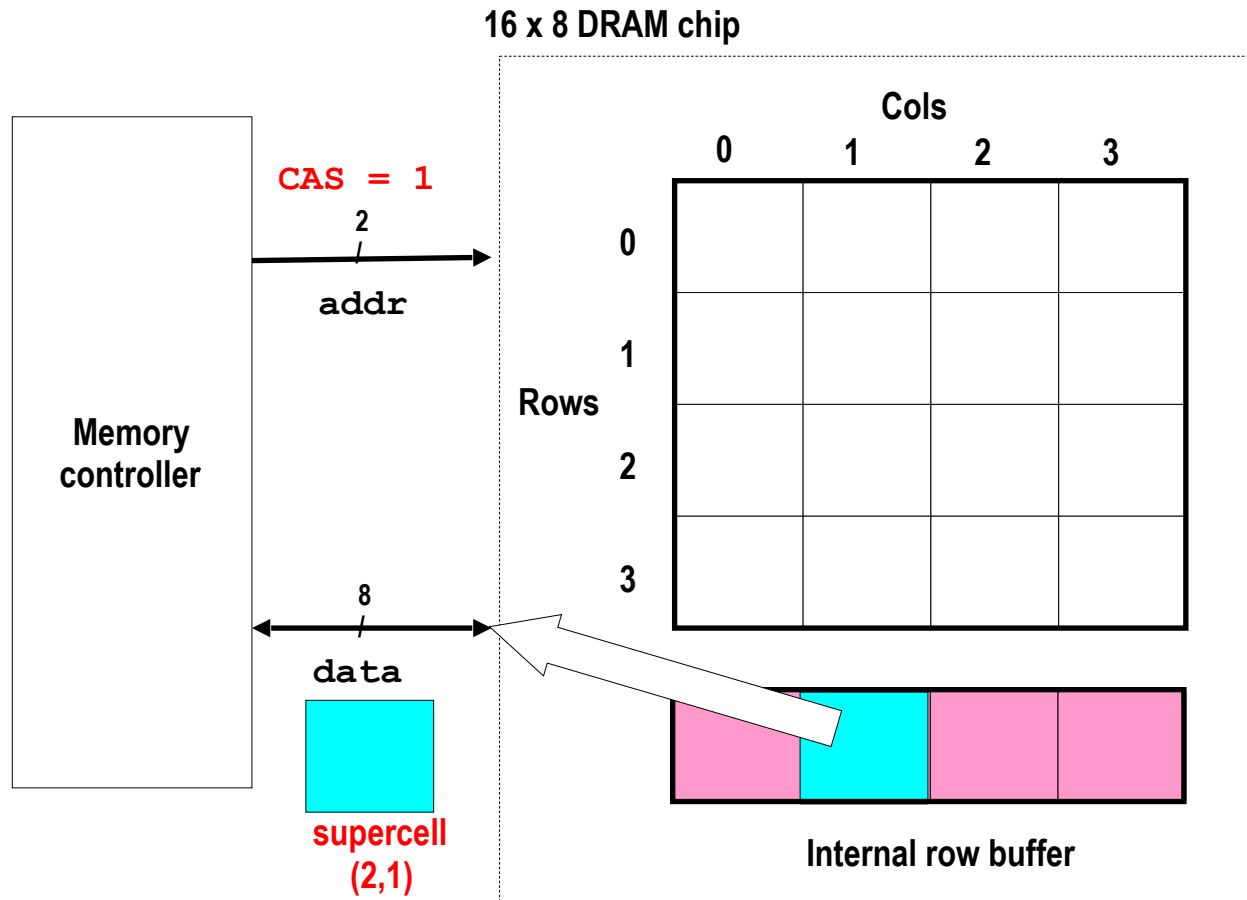 16 x 8 DRAM chip
Cols
0 1 2 3
CAS = 1
2
addr
0
1
Rows
2
3
Memory
controller
8
data
supercell
(2,1)
Internal row buffer